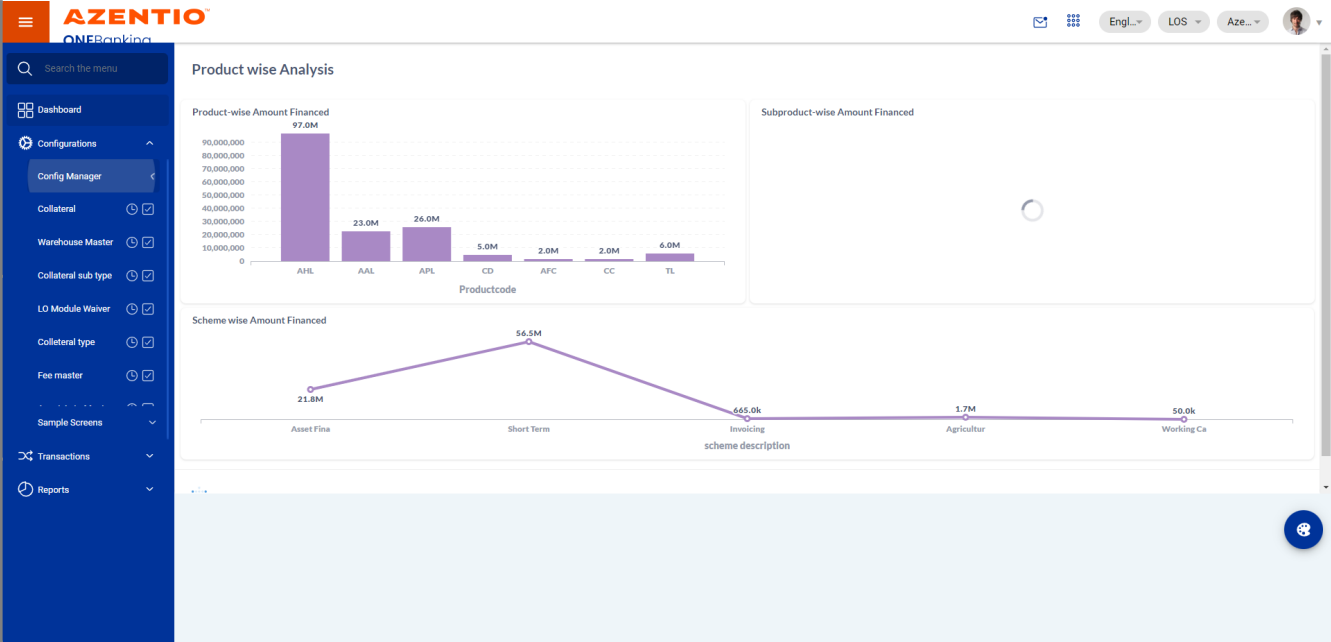 AZENTIO™
ONEBanking
Engl...
LOS
Aze...
Search the menu
Dashboard
Configurations
Config Manager
Collateral
Warehouse Master
Collateral sub type
LO Module Waiver
Colleteral type
Fee master
Sample Screens
Transactions
Reports
Product wise Analysis
Product-wise Amount Financed
97.0M
90,000,000
80,000,000
70,000,000
60,000,000
50,000,000
40,000,000
30,000,000
20,000,000
10,000,000
0
23.0M
26.0M
5.0M
2.0M
2.0M
6.0M
AHL AAL APL CD AFC CC TL
Productcode
Subproduct-wise Amount Financed
Scheme wise Amount Financed
56.5M
21.8M
665.0k
1.7M
50.0k
Asset Fina Short Term Invoicing Agricultur Working Ca
scheme description